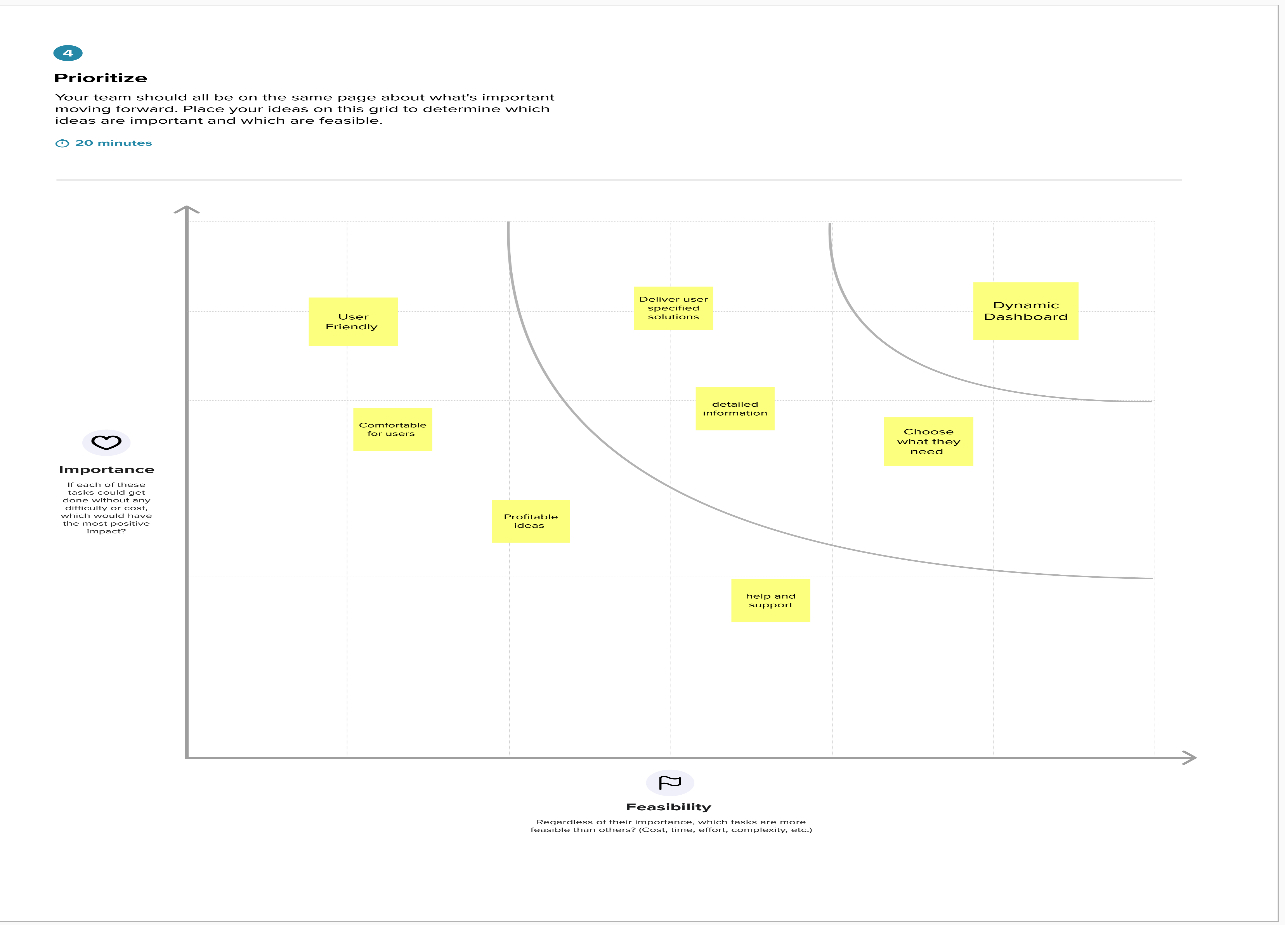 4
Prioritize
Your team should all be on the same page about what's important
moving forward. Place your ideas on this grid to determine which
ideas are important and which are feasible.
20 minutes
User
Friendly
Deliver user
specified
solutions
Dynamic
Dashboard
detailed
information
Comfortable
for users
Choose
what they
need
Profitable
ideas
help and
support
Importance
If each of these
tasks could get
done without any
difficulty or cost,
which would have
the most positive
impact?
Feasibility
Regardless of their importance, which tasks are more
feasible than others? (Cost, time, effort, complexity, etc.)